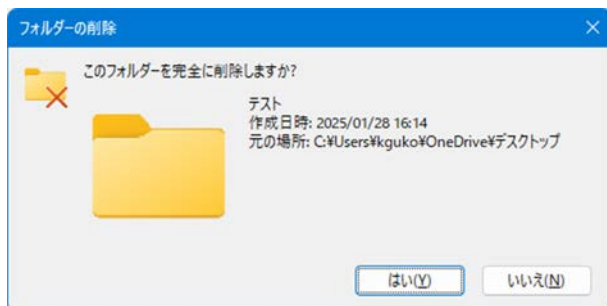 フォルダーの削除
このフォルダーを完全に削除しますか?
テスト
作成日時: 2025/01/28 16:14
元の場所: C:¥Users¥kguko¥OneDrive¥デスクトップ
はい(Y)
いいえ(N)